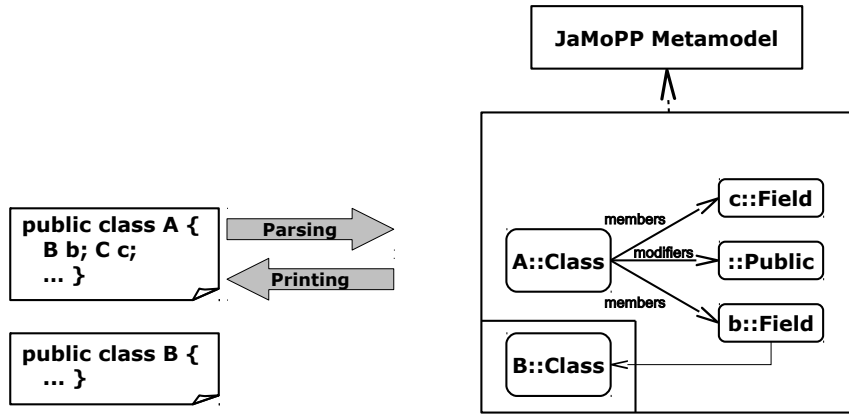 JaMoPP Metamodel
public class A {
B b; C c;
... }
Parsing
Printing
public class B {
... }
members
c::Field
A::Class
modifiers
::Public
members
b::Field
B::Class